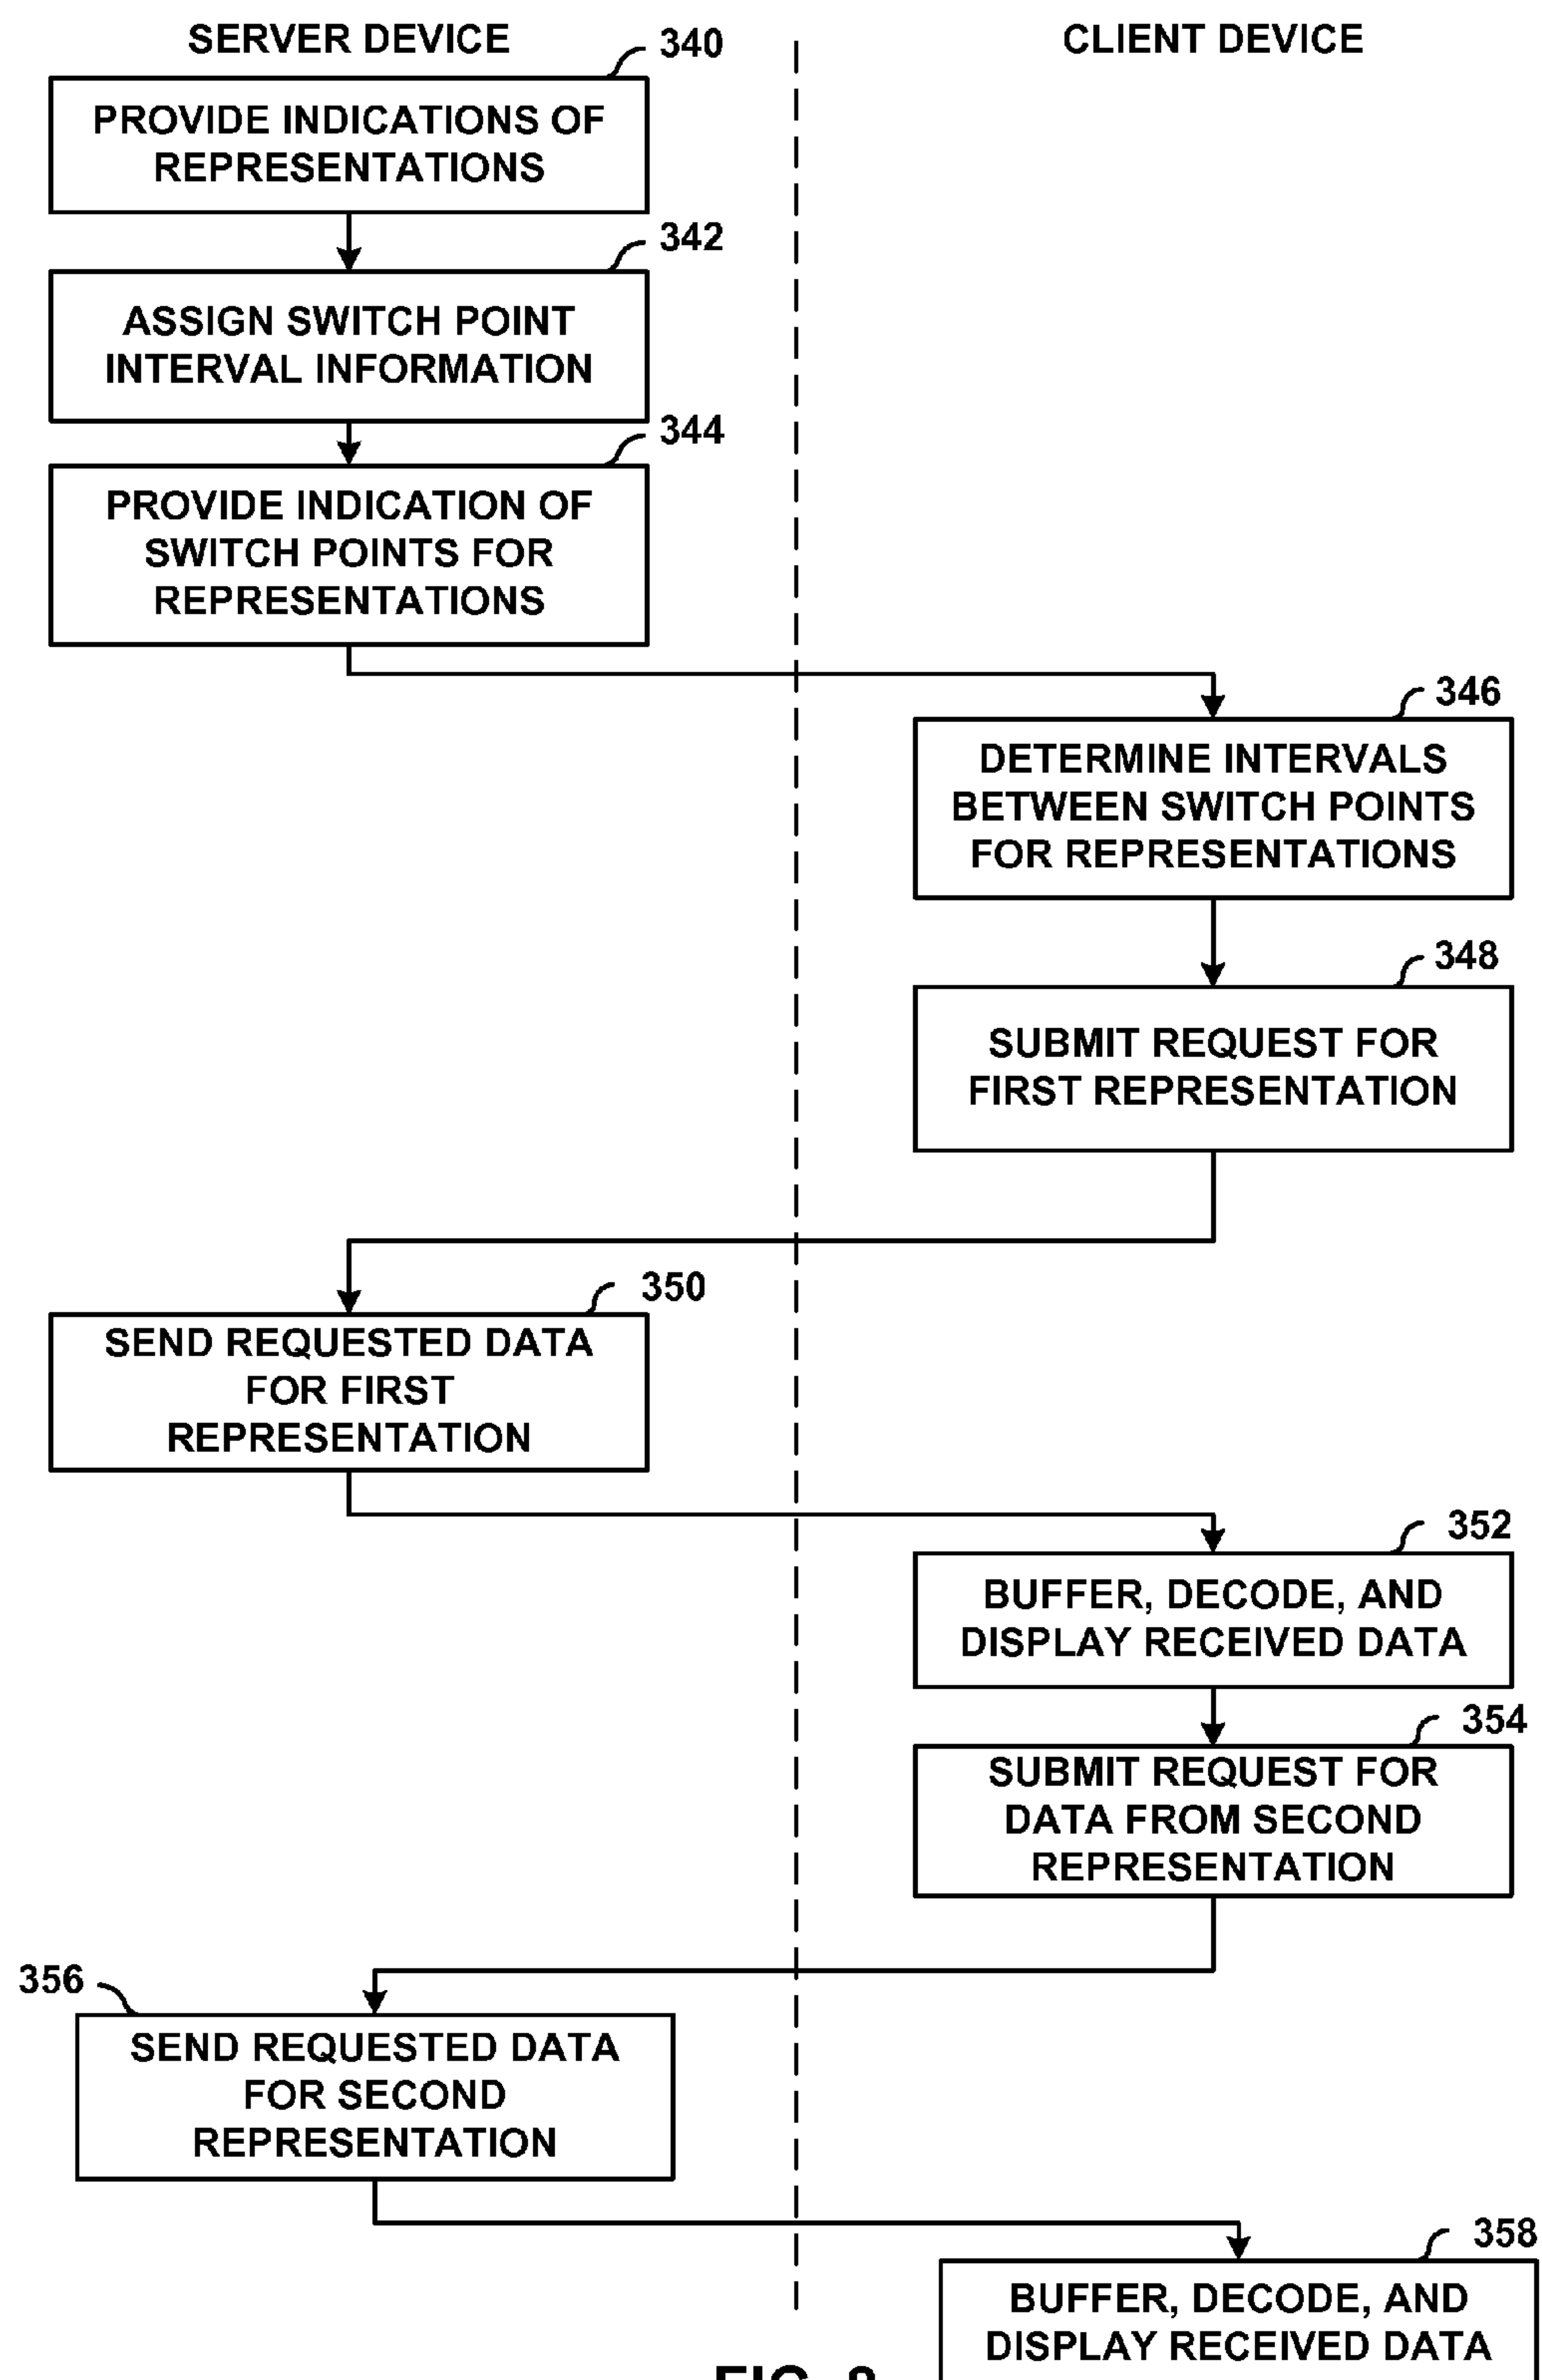 SERVER DEVICE
CLIENT DEVICE
340
PROVIDE INDICATIONS OF
REPRESENTATIONS
342
ASSIGN SWITCH POINT
INTERVAL INFORMATION
344
PROVIDE INDICATION OF
SWITCH POINTS FOR
REPRESENTATIONS
346
DETERMINE INTERVALS
BETWEEN SWITCH POINTS
FOR REPRESENTATIONS
348
SUBMIT REQUEST FOR
FIRST REPRESENTATION
350
SEND REQUESTED DATA
FOR FIRST
REPRESENTATION
352
BUFFER, DECODE, AND
DISPLAY RECEIVED DATA
354
SUBMIT REQUEST FOR
DATA FROM SECOND
REPRESENTATION
356
SEND REQUESTED DATA
FOR SECOND
REPRESENTATION
358
BUFFER, DECODE, AND
DISPLAY RECEIVED DATA
FIG.